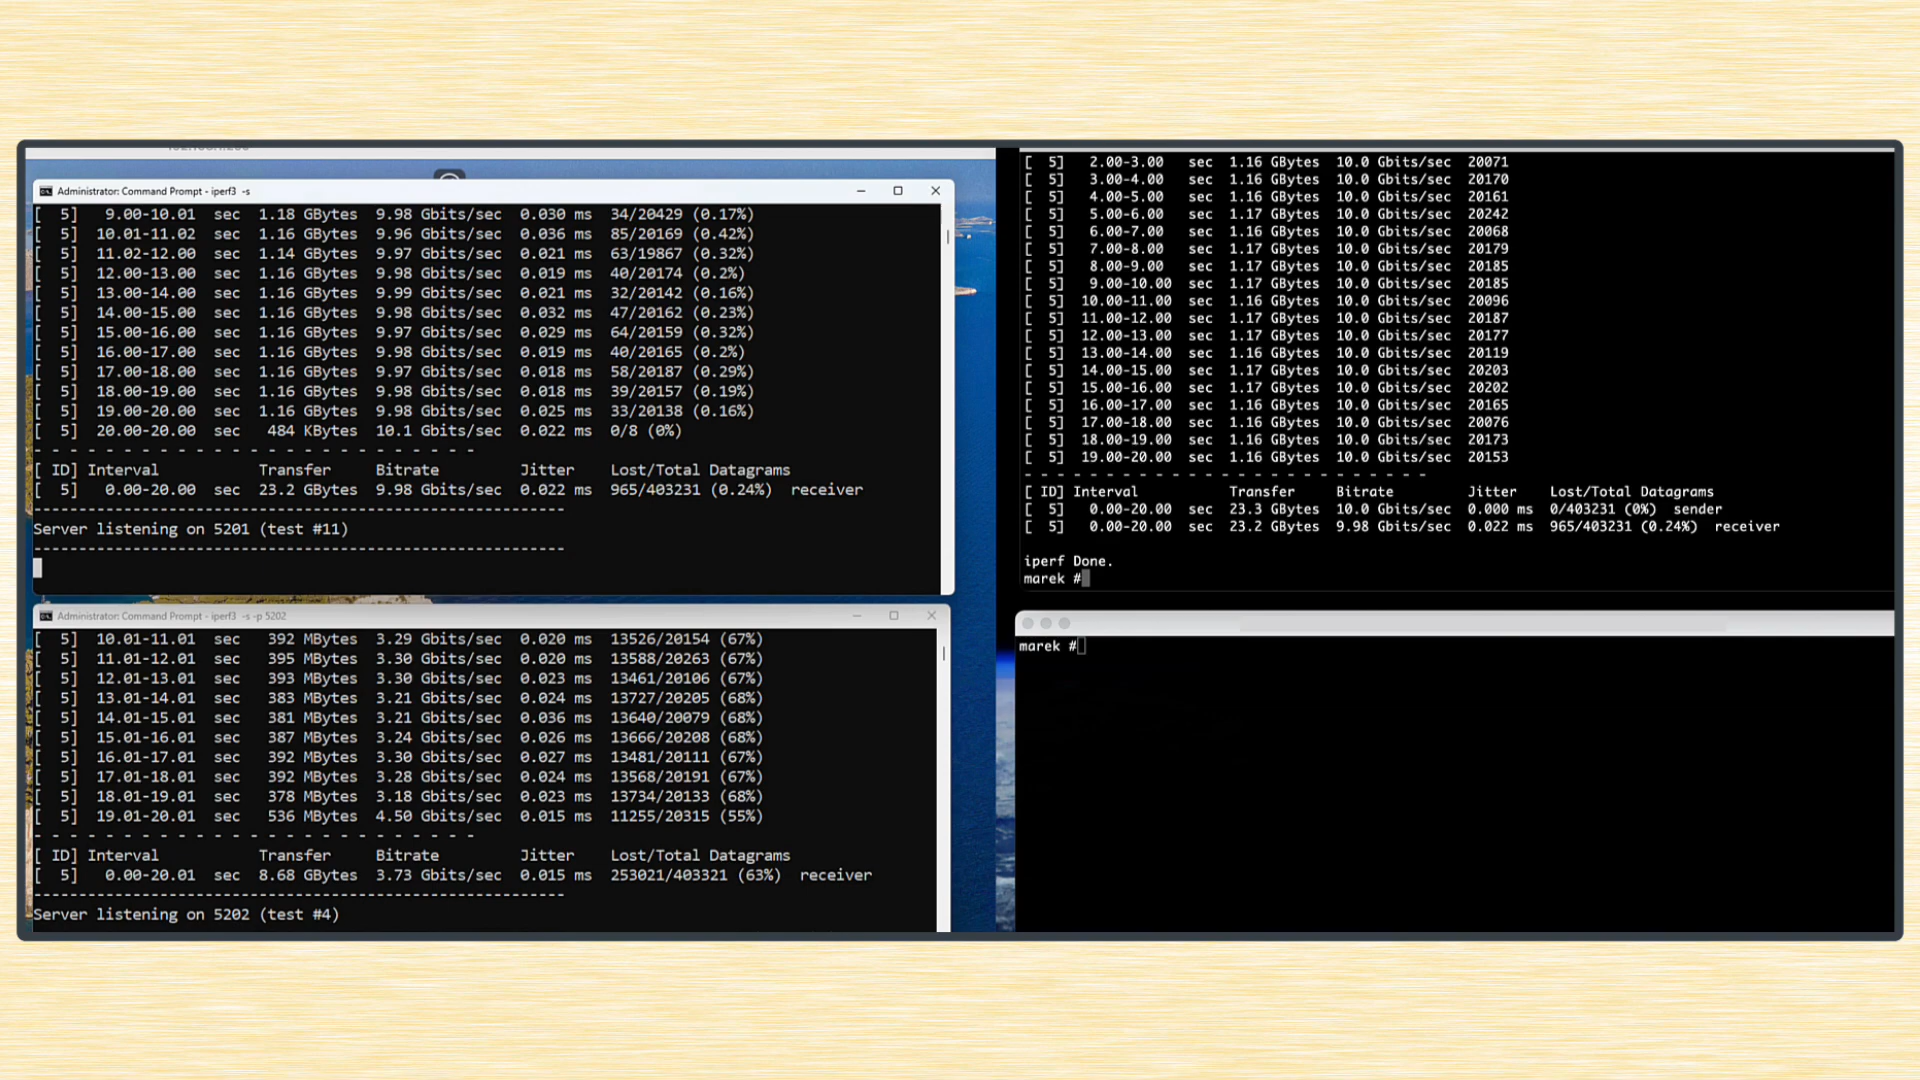 Administrator: Command Prompt - iperf3 -s
[ 5] 9.00-10.01 sec 1.18 GBytes 9.98 Gbits/sec 0.030 ms 34/20429 (0.17%)
[ 5] 10.01-11.02 sec 1.16 GBytes 9.96 Gbits/sec 0.036 ms 85/20169 (0.42%)
[ 5] 11.02-12.00 sec 1.14 GBytes 9.97 Gbits/sec 0.021 ms 63/19867 (0.32%)
[ 5] 12.00-13.00 sec 1.16 GBytes 9.98 Gbits/sec 0.019 ms 40/20174 (0.2%)
[ 5] 13.00-14.00 sec 1.16 GBytes 9.99 Gbits/sec 0.021 ms 32/20142 (0.16%)
[ 5] 14.00-15.00 sec 1.16 GBytes 9.98 Gbits/sec 0.032 ms 47/20162 (0.23%)
[ 5] 15.00-16.00 sec 1.16 GBytes 9.97 Gbits/sec 0.029 ms 64/20159 (0.32%)
[ 5] 16.00-17.00 sec 1.16 GBytes 9.98 Gbits/sec 0.019 ms 40/20165 (0.2%)
[ 5] 17.00-18.00 sec 1.16 GBytes 9.97 Gbits/sec 0.018 ms 58/20187 (0.29%)
[ 5] 18.00-19.00 sec 1.16 GBytes 9.98 Gbits/sec 0.018 ms 39/20157 (0.19%)
[ 5] 19.00-20.00 sec 1.16 GBytes 9.98 Gbits/sec 0.025 ms 33/20138 (0.16%)
[ 5] 20.00-20.00 sec 484 KBytes 10.1 Gbits/sec 0.022 ms 0/8 (0%)
- - - - - - - - - - - - - - - - - - - - - - - - -
[ ID] Interval Transfer Bitrate Jitter Lost/Total Datagrams
[ 5] 0.00-20.00 sec 23.2 GBytes 9.98 Gbits/sec 0.022 ms 965/403231 (0.24%) receiver
-----------------------------------------------------------
Server listening on 5201 (test #11)
-----------------------------------------------------------
Administrator: Command Prompt - iperf3 -s -p 5202
[ 5] 10.01-11.01 sec 392 MBytes 3.29 Gbits/sec 0.020 ms 13526/20154 (67%)
[ 5] 11.01-12.01 sec 395 MBytes 3.30 Gbits/sec 0.020 ms 13588/20263 (67%)
[ 5] 12.01-13.01 sec 393 MBytes 3.30 Gbits/sec 0.023 ms 13461/20106 (67%)
[ 5] 13.01-14.01 sec 383 MBytes 3.21 Gbits/sec 0.024 ms 13727/20205 (68%)
[ 5] 14.01-15.01 sec 381 MBytes 3.21 Gbits/sec 0.036 ms 13640/20079 (68%)
[ 5] 15.01-16.01 sec 387 MBytes 3.24 Gbits/sec 0.026 ms 13666/20208 (68%)
[ 5] 16.01-17.01 sec 392 MBytes 3.30 Gbits/sec 0.027 ms 13481/20111 (67%)
[ 5] 17.01-18.01 sec 392 MBytes 3.28 Gbits/sec 0.024 ms 13568/20191 (67%)
[ 5] 18.01-19.01 sec 378 MBytes 3.18 Gbits/sec 0.023 ms 13734/20133 (68%)
[ 5] 19.01-20.01 sec 536 MBytes 4.50 Gbits/sec 0.015 ms 11255/20315 (55%)
- - - - - - - - - - - - - - - - - - - - - - - - -
[ ID] Interval Transfer Bitrate Jitter Lost/Total Datagrams
[ 5] 0.00-20.01 sec 8.68 GBytes 3.73 Gbits/sec 0.015 ms 253021/403321 (63%) receiver
-----------------------------------------------------------
Server listening on 5202 (test #4)
[ 5] 2.00-3.00 sec 1.16 GBytes 10.0 Gbits/sec 20071
[ 5] 3.00-4.00 sec 1.16 GBytes 10.0 Gbits/sec 20170
[ 5] 4.00-5.00 sec 1.16 GBytes 10.0 Gbits/sec 20161
[ 5] 5.00-6.00 sec 1.17 GBytes 10.0 Gbits/sec 20242
[ 5] 6.00-7.00 sec 1.16 GBytes 10.0 Gbits/sec 20068
[ 5] 7.00-8.00 sec 1.17 GBytes 10.0 Gbits/sec 20179
[ 5] 8.00-9.00 sec 1.17 GBytes 10.0 Gbits/sec 20185
[ 5] 9.00-10.00 sec 1.17 GBytes 10.0 Gbits/sec 20185
[ 5] 10.00-11.00 sec 1.16 GBytes 10.0 Gbits/sec 20096
[ 5] 11.00-12.00 sec 1.17 GBytes 10.0 Gbits/sec 20187
[ 5] 12.00-13.00 sec 1.17 GBytes 10.0 Gbits/sec 20177
[ 5] 13.00-14.00 sec 1.16 GBytes 10.0 Gbits/sec 20119
[ 5] 14.00-15.00 sec 1.17 GBytes 10.0 Gbits/sec 20203
[ 5] 15.00-16.00 sec 1.17 GBytes 10.0 Gbits/sec 20202
[ 5] 16.00-17.00 sec 1.16 GBytes 10.0 Gbits/sec 20165
[ 5] 17.00-18.00 sec 1.16 GBytes 10.0 Gbits/sec 20076
[ 5] 18.00-19.00 sec 1.16 GBytes 10.0 Gbits/sec 20173
[ 5] 19.00-20.00 sec 1.16 GBytes 10.0 Gbits/sec 20153
- - - - - - - - - - - - - - - - - - - - - - - - -
[ ID] Interval Transfer Bitrate Jitter Lost/Total Datagrams
[ 5] 0.00-20.00 sec 23.3 GBytes 10.0 Gbits/sec 0.000 ms 0/403231 (0%) sender
[ 5] 0.00-20.00 sec 23.2 GBytes 9.98 Gbits/sec 0.022 ms 965/403231 (0.24%) receiver
iperf Done.
marek #
marek #